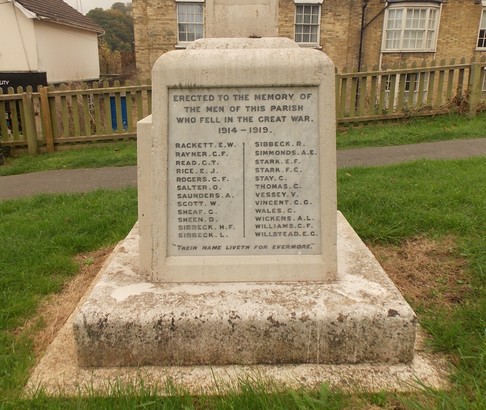 UTILITY
ERECTED TO THE MEMORY OF
THE MEN OF THIS PARISH
WHO FELL IN THE GREAT WAR.
1914-1919.
RACKETT. E.W.
RAYNER. C.F.
READ. G.T.
RICE. E.J.
ROGERS. C.F.
SALTER. G.
SAUNDERS. A.
SCOTT. W.
SHEAF. G.
SHEEN. D.
SIBBECK. H.F.
SIBBECK. L.
SIBBECK. R.
SIMMONDS. A.E.
STARK. E.F.
STARK. F.C.
STAY. C.
THOMAS. C.
VESSEY. V.
VINCENT. C.G.
WALES. C.
WICKENS. A.L.
WILLIAMS. C.F.
WILLSTEAD. E.C.
"THEIR NAME LIVETH FOR EVERMORE."